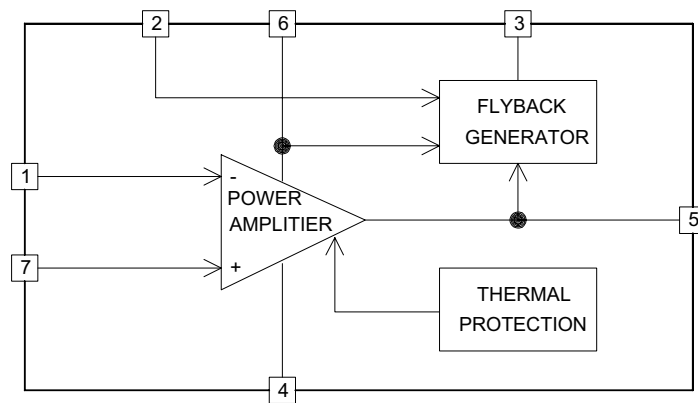 2
6
3
FLYBACK
GENERATOR
1
-
POWER
AMPLITIER
5
7
+
THERMAL
PROTECTION
4